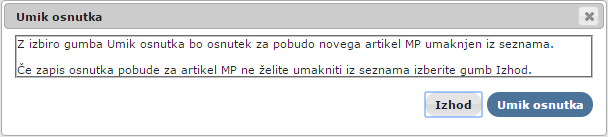 Umik osnutka
Z izbiro gumba Umik osnutka bo osnutek za pobudo novega artikel MP umaknjen iz seznama.
Če zapis osnutka pobude za artikel MP ne želite umakniti iz seznama izberite gumb Izhod.
Izhod Umik osnutka